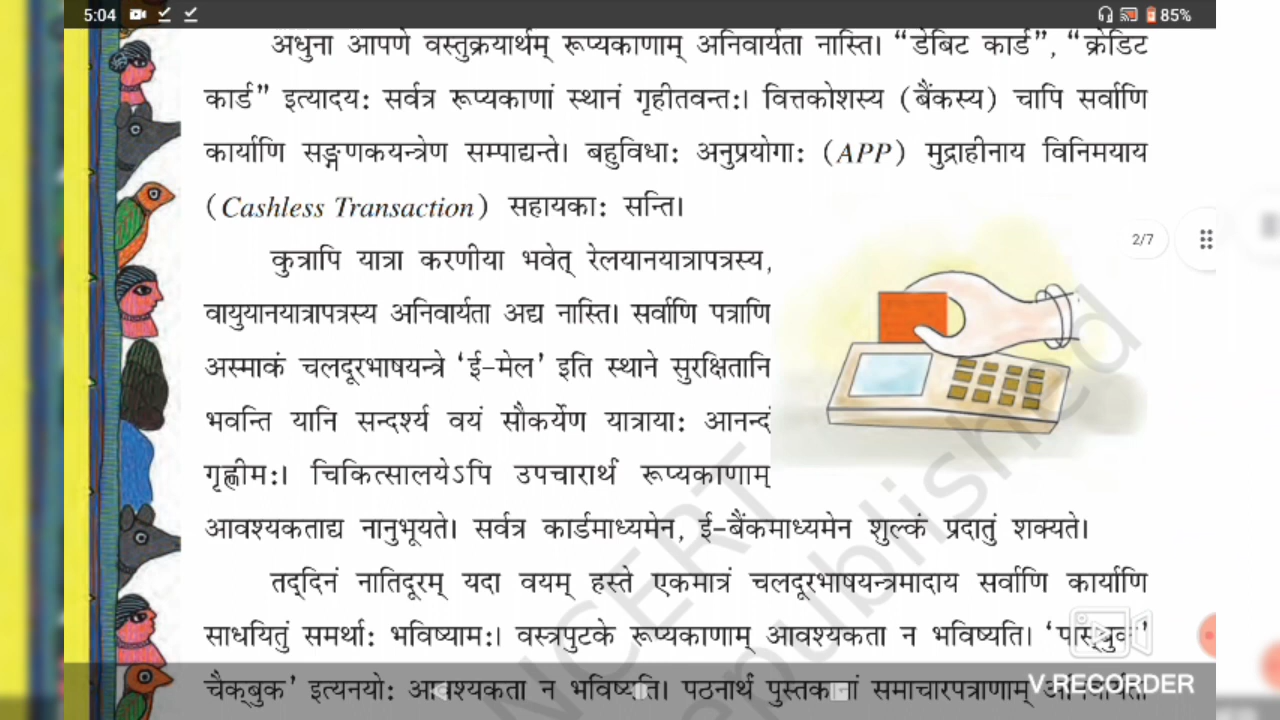 5:04
85%
अधुना आपणे वस्तुक्रयार्थम् रूप्यकाणाम् अनिवार्यता नास्ति। “डेबिट कार्ड”, “क्रेडिट
कार्ड” इत्यादयः सर्वत्र रूप्यकाणां स्थानं गृहीतवन्तः। वित्तकोशस्य (बैंकस्य) चापि सर्वाणि
कार्याणि सङ्गणकयन्त्रेण सम्पाद्यन्ते। बहुविधाः अनुप्रयोगाः (APP) मुद्राहीनाय विनिमयाय
(Cashless Transaction) सहायकाः सन्ति।
2/7
कुत्रापि यात्रा करणीया भवेत् रेलयानयात्रापत्रस्य,
वायुयानयात्रापत्रस्य अनिवार्यता अद्य नास्ति। सर्वाणि पत्राणि
अस्माकं चलदूरभाषयन्त्रे ‘ई-मेल’ इति स्थाने सुरक्षितानि
भवन्ति यानि सन्दर्श्य वयं सौकर्येण यात्रायाः आनन्दं
गृह्णीमः। चिकित्सालयेऽपि उपचारार्थं रूप्यकाणाम्
आवश्यकताद्य नानुभूयते। सर्वत्र कार्डमाध्यमेन, ई-बैंकमाध्यमेन शुल्कं प्रदातुं शक्यते।
तद्दिनं नातिदूरम् यदा वयम् हस्ते एकमात्रं चलदूरभाषयन्त्रमादाय सर्वाणि कार्याणि
साधयितुं समर्थाः भविष्यामः। वस्त्रपुटके रूप्यकाणाम् आवश्यकता न भविष्यति। ‘पास्बुक’
चैक्बुक’ इत्यनयोः आवश्यकता न भविष्यति। पठनार्थं पुस्तकानां समाचारपत्राणाम्
V.RECORDER
NCERT
republished